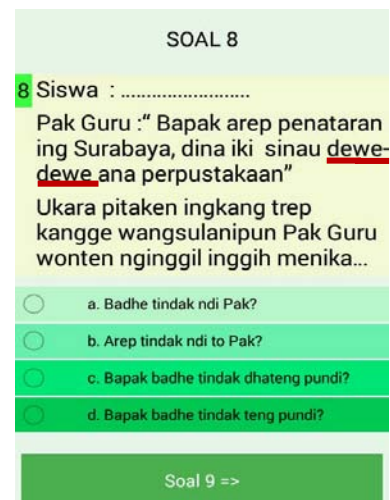 SOAL 8
8 Siswa : ..........................
Pak Guru :“ Bapak arep penataran
ing Surabaya, dina iki sinau dewe-
dewe ana perpustakaan”
Ukara pitaken ingkang trep
kangge wangsulanipun Pak Guru
wonten nginggil inggih menika...
a. Badhe tindak ndi Pak?
b. Arep tindak ndi to Pak?
c. Bapak badhe tindak dhateng pundi?
d. Bapak badhe tindak teng pundi?
Soal 9 =>